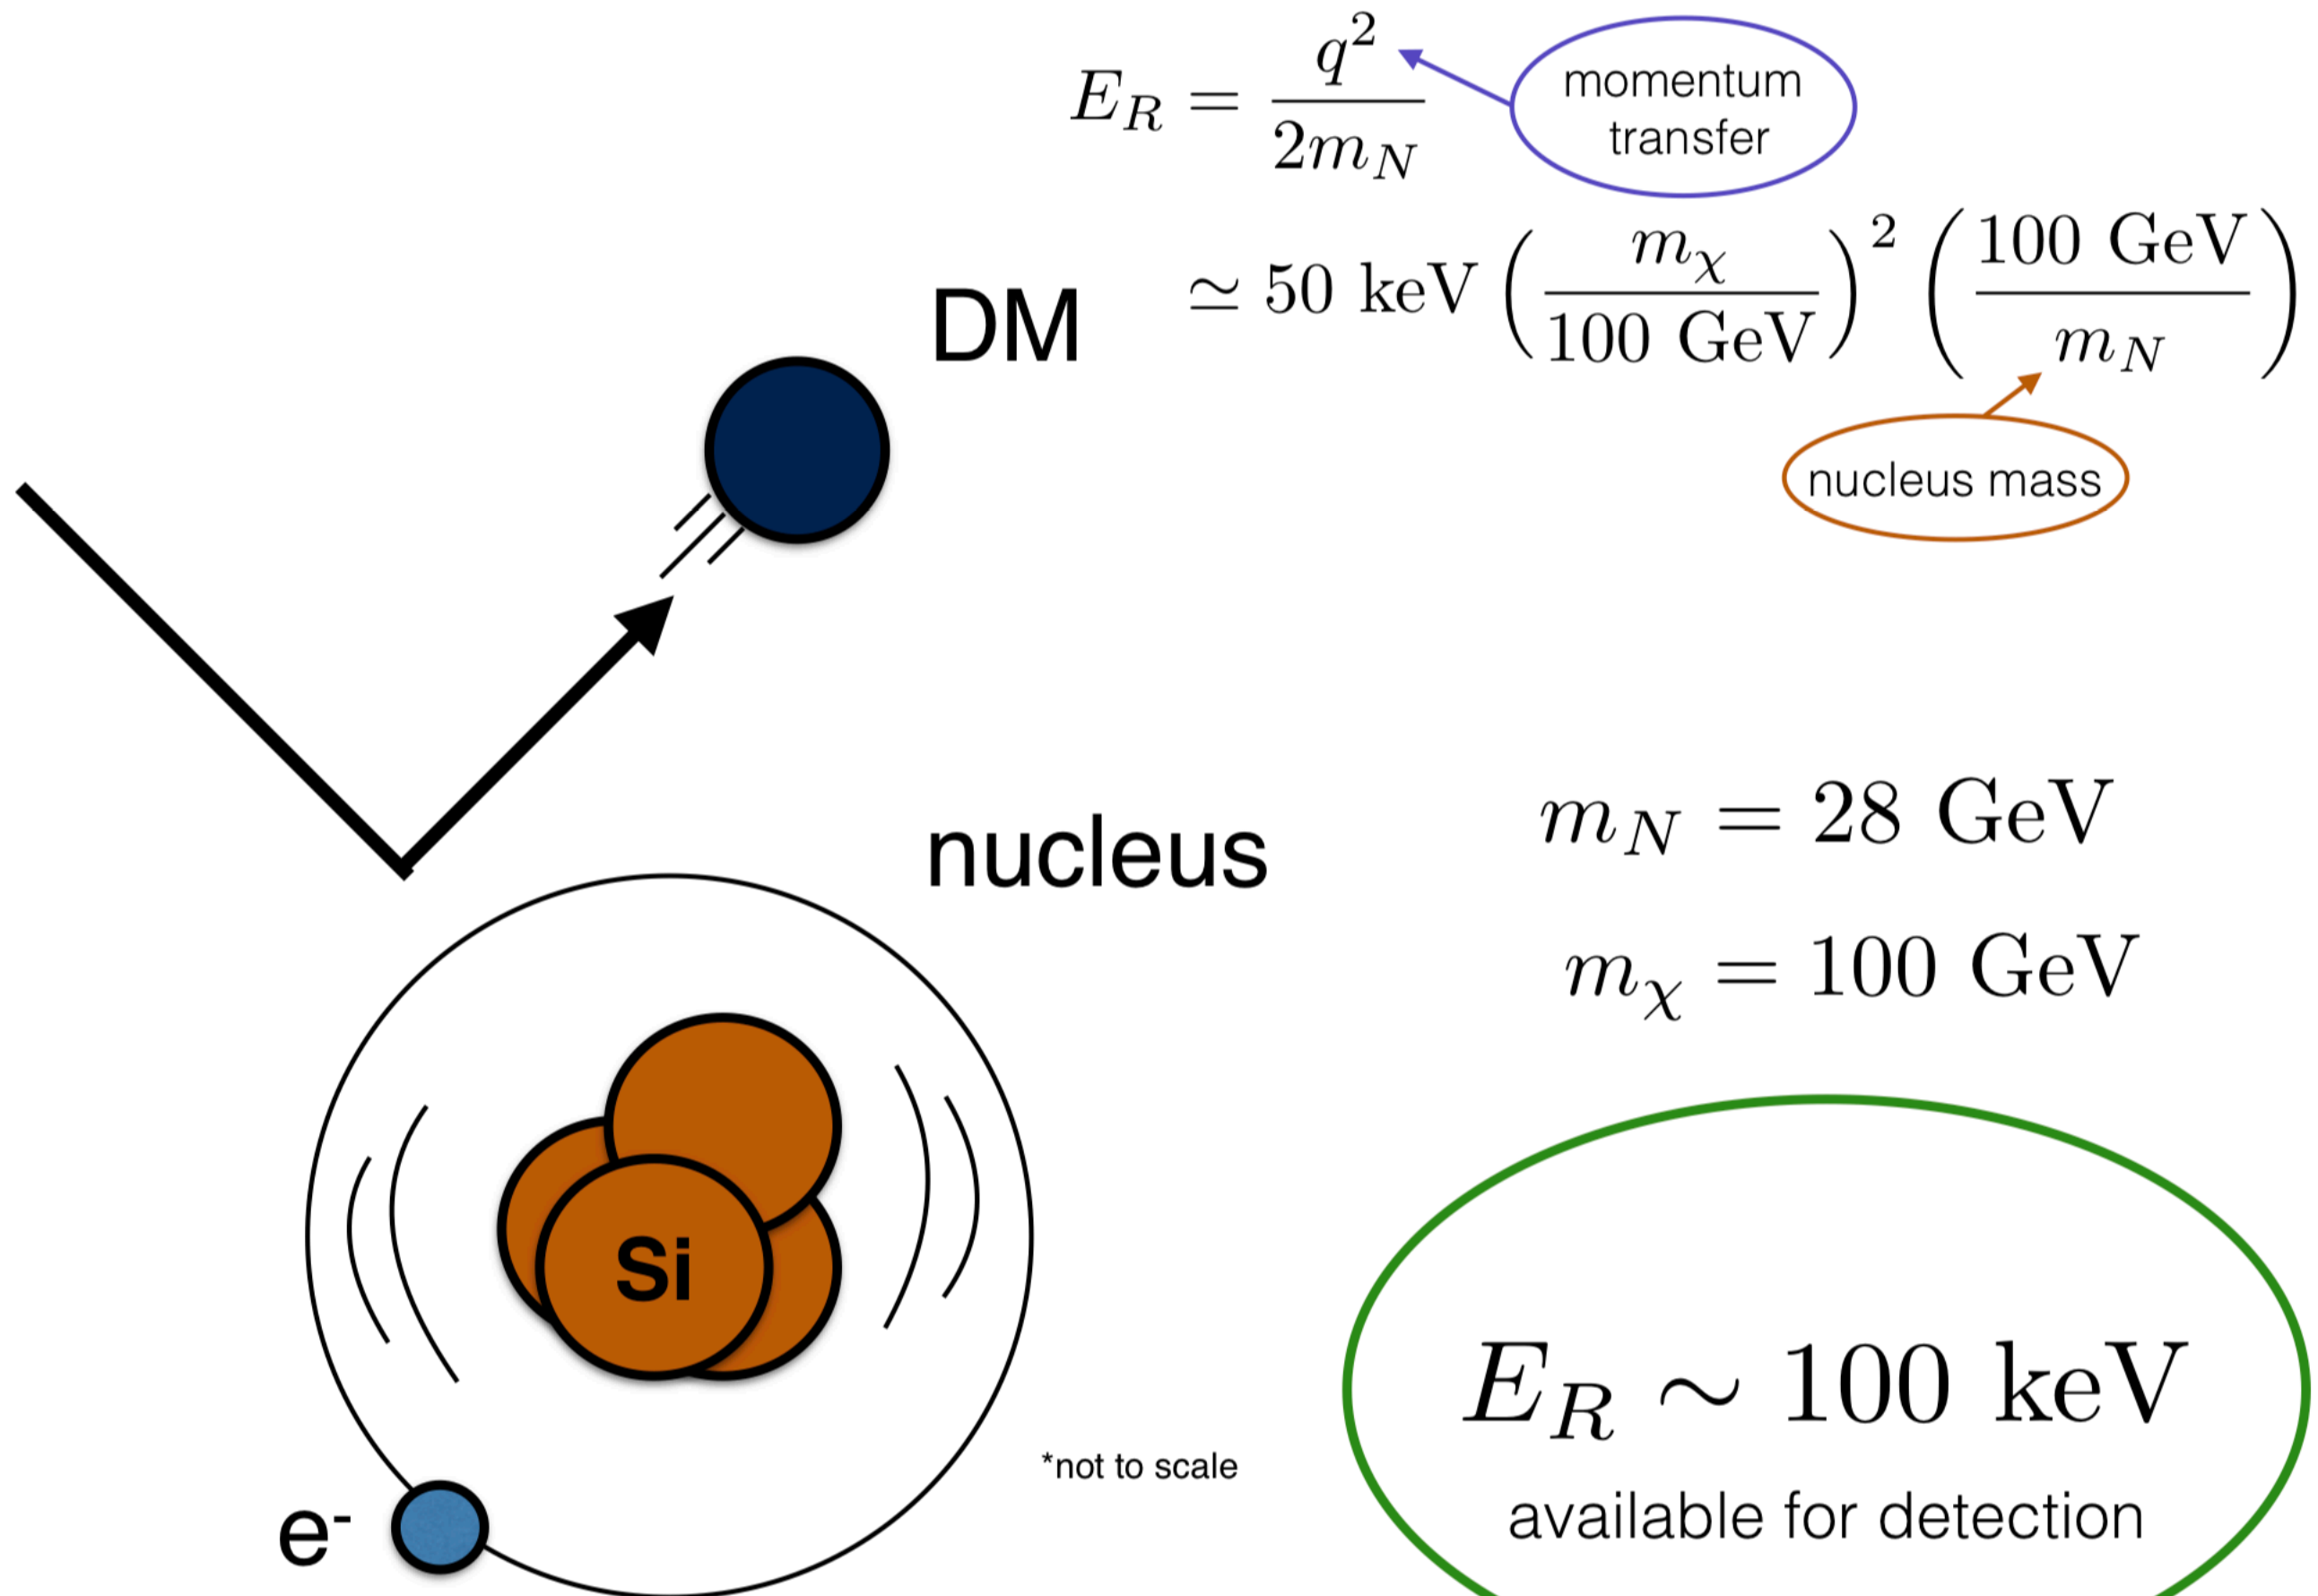 E_R = q²/2m_N
momentum
transfer
≃ 50 keV (m_χ/100 GeV)² (100 GeV/m_N)
DM
nucleus mass
nucleus
m_N = 28 GeV
m_χ = 100 GeV
Si
E_R ∼ 100 keV
*not to scale
available for detection
e⁻